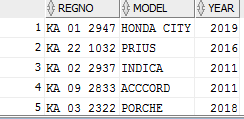 REGNO MODEL YEAR
1 KA 01 2947 HONDA CITY 2019
2 KA 22 1032 PRIUS 2016
3 KA 02 2937 INDICA 2011
4 KA 09 2833 ACCCORD 2011
5 KA 03 2322 PORCHE 2018